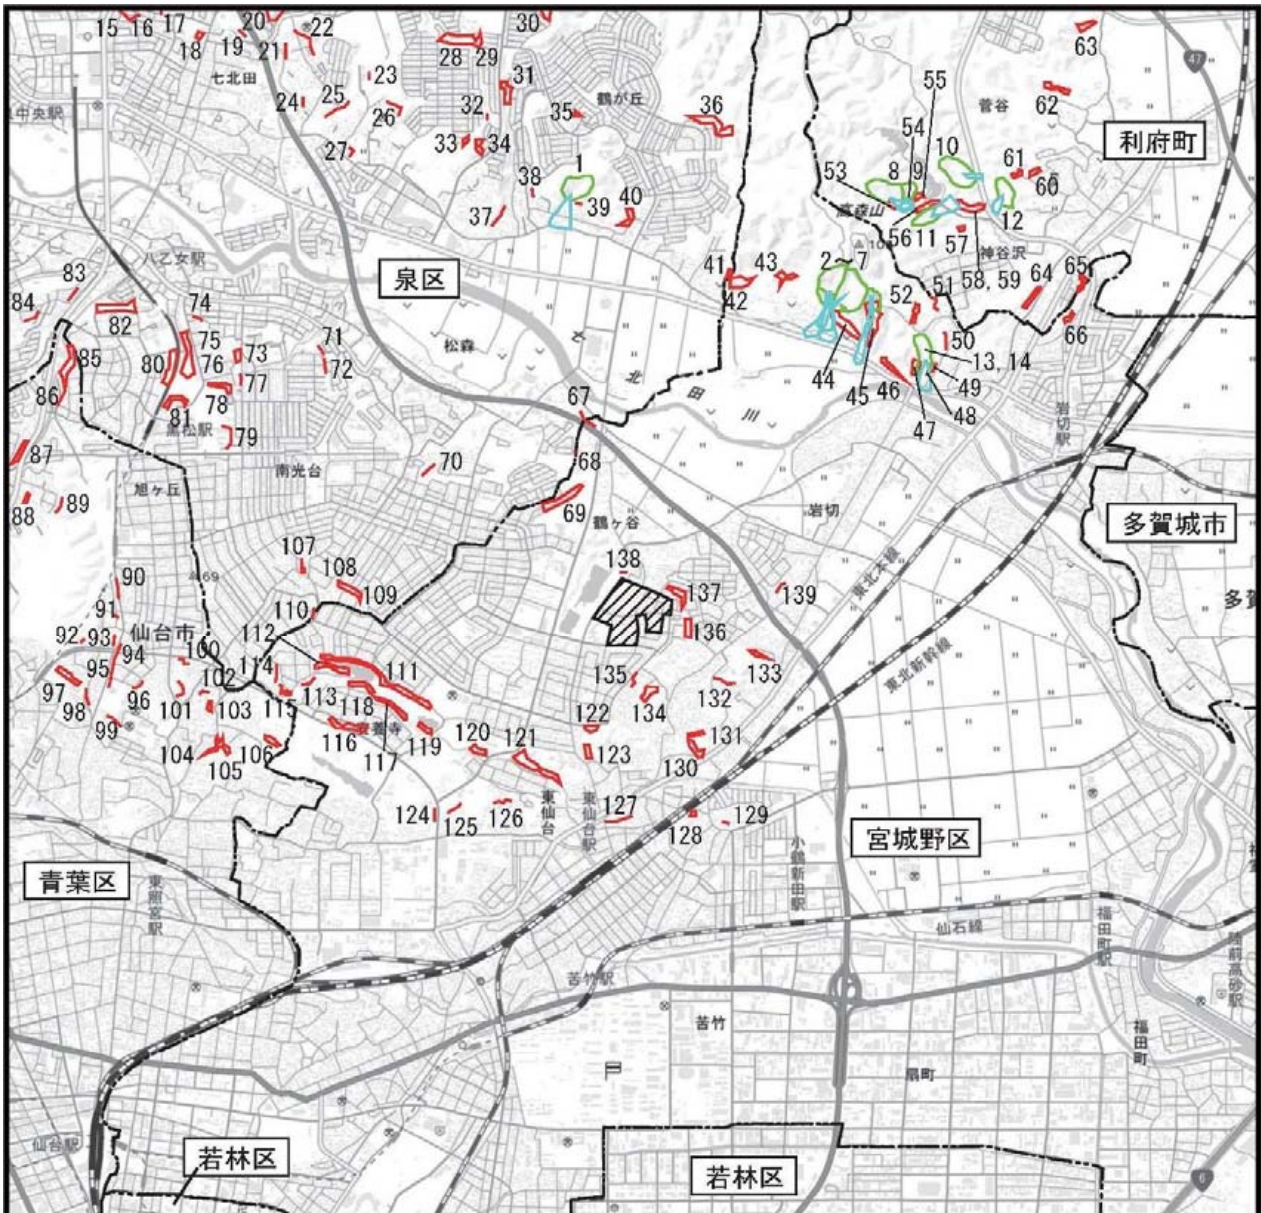 15 16 17 18 19 20 21 22
23 24 25 26 27
28 29 30 31 32 33 34
35 36 37 38 1 39 40
七北田
中央駅
鶴が丘
53 54 55 8 9 10 11 12
菅谷
高森山
61 60 62 63
47
利府町
56 57 58, 59
神谷沢
64 65 66
41 42 43
2～7
44 45 46 47 48 49
13, 14
50 51 52
泉区
八乙女駅
松森
七
北
田
川
67 68 69 70
71 72 73 74 75 76 77 78 79
80 81 82 83 84 85 86
黒松駅
87 88 89
旭ヶ丘
南光台
鶴ヶ谷
岩切
岩切駅
多賀城市
東北本線
東北新幹線
69
仙台市
90 91 92 93 94 95 96 97 98 99
100 101 102 103 104 105 106
107 108 109 110 111 112 113 114 115
116 117 118 119 120 121
安養寺
122 123 124 125 126 127 128 129
130 131 132 133 134 135 136 137 138 139
東仙台
東仙台駅
小鶴新田駅
宮城野区
青葉区
東照宮駅
仙石線
福田町駅
陸前高砂駅
福田町
苦竹駅
苦竹
扇町
仙台駅
若林区
若林区
6